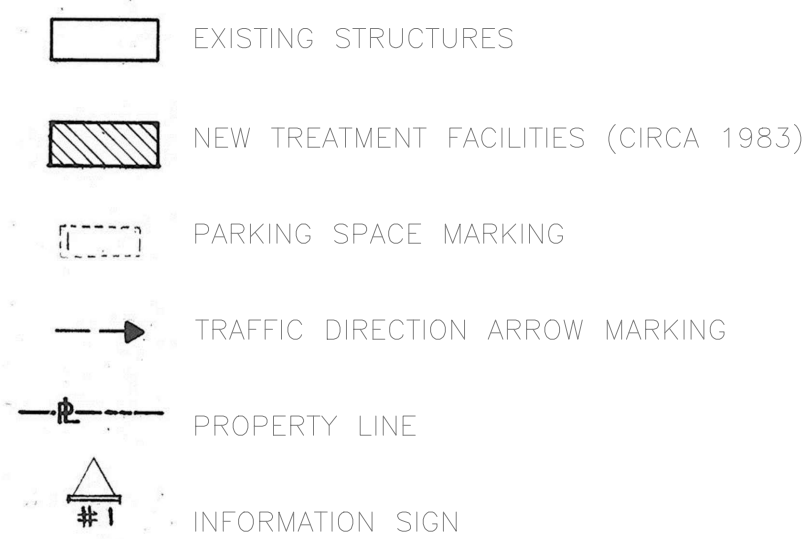 EXISTING STRUCTURES
NEW TREATMENT FACILITIES (CIRCA 1983)
PARKING SPACE MARKING
TRAFFIC DIRECTION ARROW MARKING
PL PROPERTY LINE
#1 INFORMATION SIGN